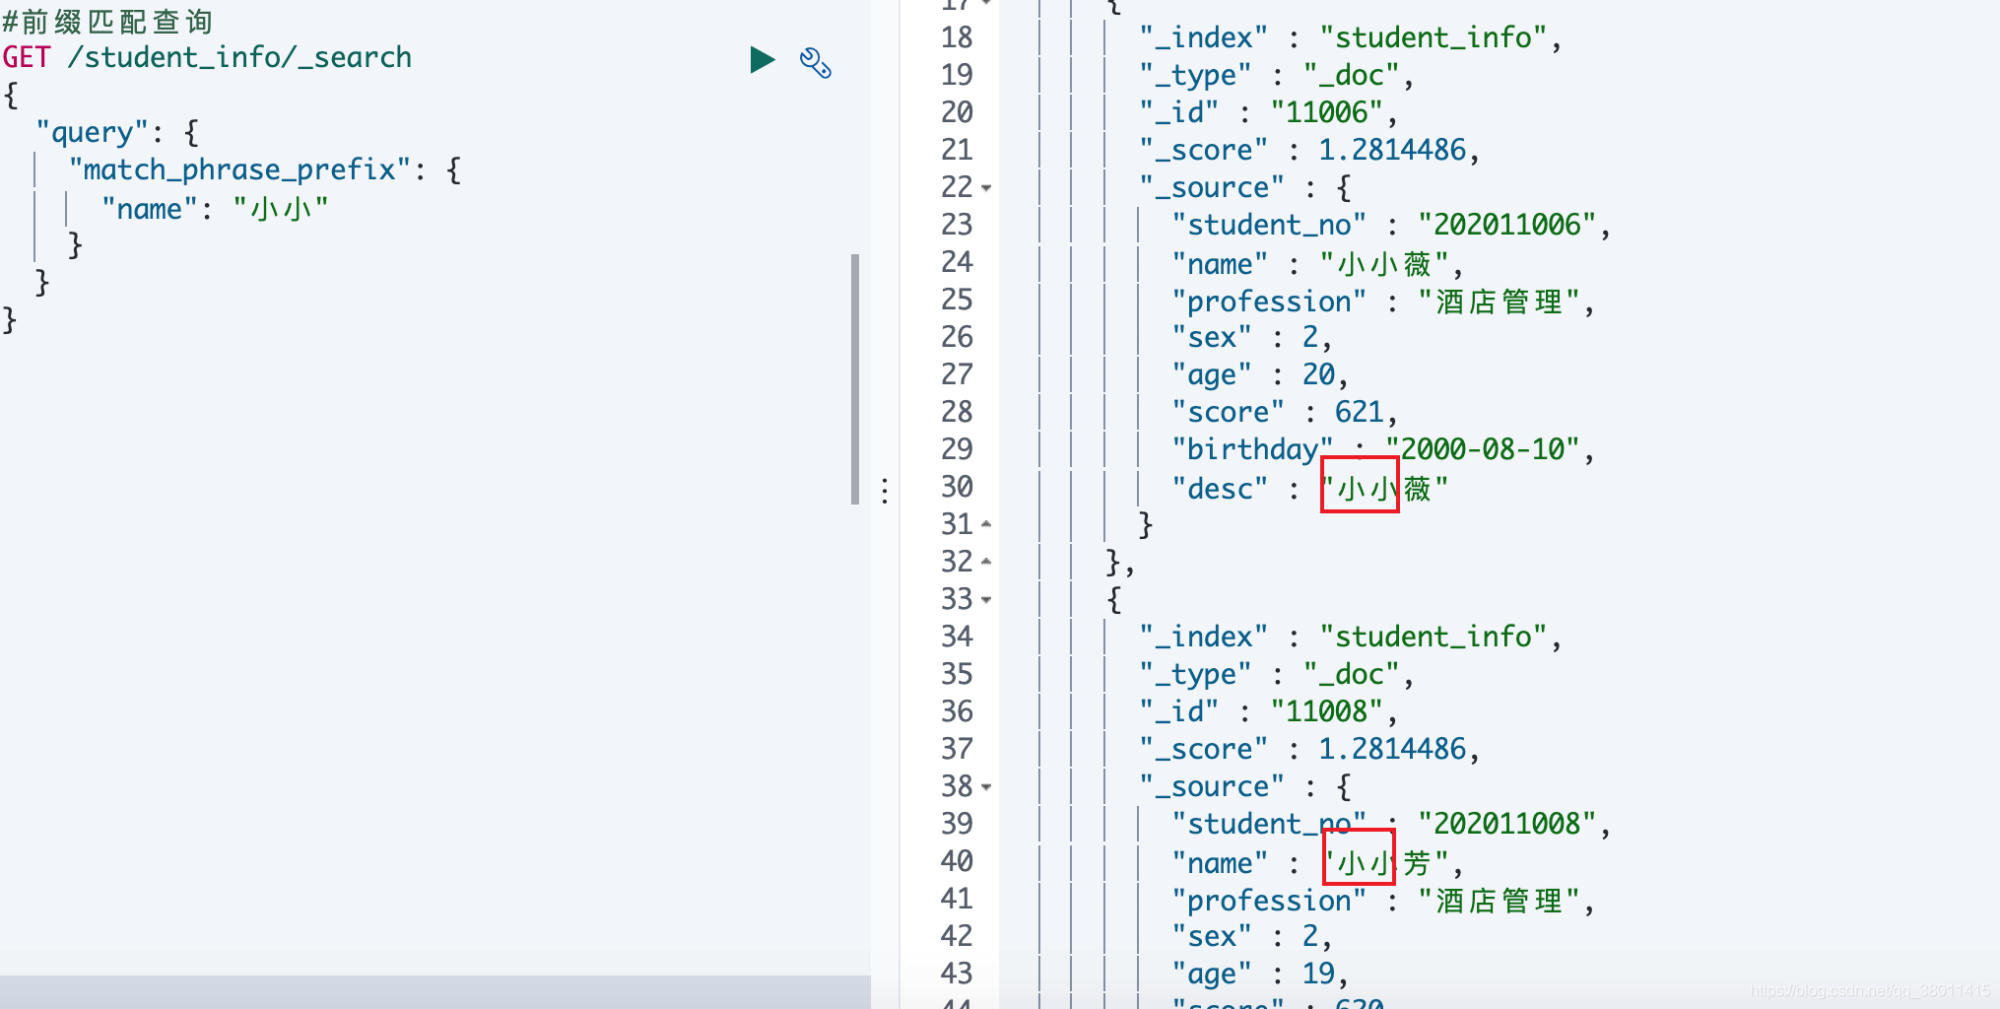 #前缀匹配查询
GET /student_info/_search
{
  "query": {
    "match_phrase_prefix": {
      "name": "小小"
    }
  }
}
17 {
18 "_index" : "student_info",
19 "_type" : "_doc",
20 "_id" : "11006",
21 "_score" : 1.2814486,
22 "_source" : {
23 "student_no" : "202011006",
24 "name" : "小小薇",
25 "profession" : "酒店管理",
26 "sex" : 2,
27 "age" : 20,
28 "score" : 621,
29 "birthday" : "2000-08-10",
30 "desc" : "小小薇"
31 }
32 },
33 {
34 "_index" : "student_info",
35 "_type" : "_doc",
36 "_id" : "11008",
37 "_score" : 1.2814486,
38 "_source" : {
39 "student_no" : "202011008",
40 "name" : "小小芳",
41 "profession" : "酒店管理",
42 "sex" : 2,
43 "age" : 19,
44 "score" : 620
https://blog.csdn.net/qq_38011415